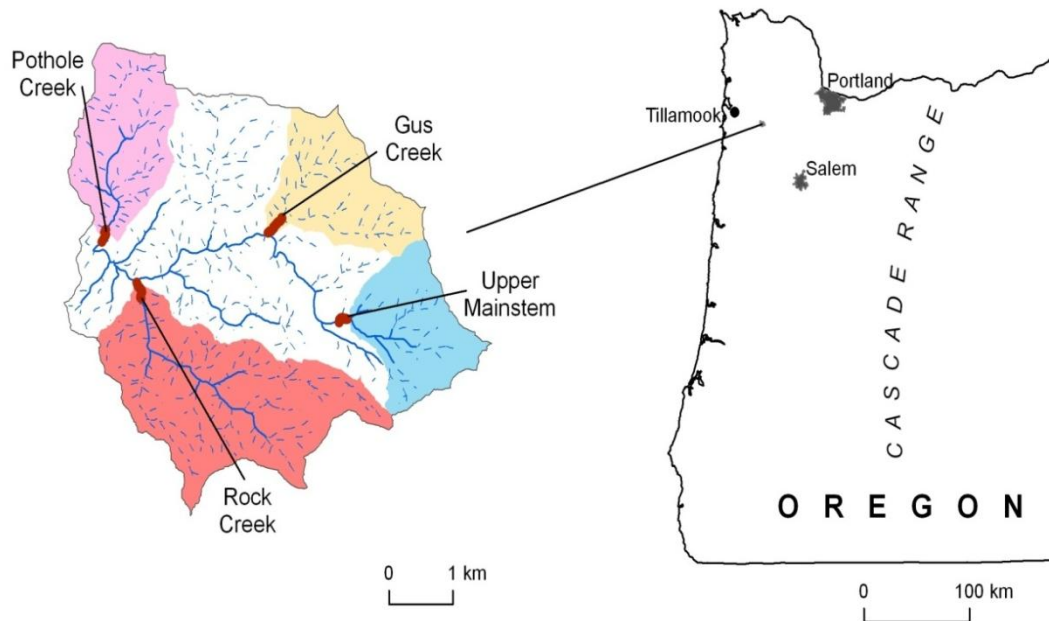 Pothole
Creek
Gus
Creek
Upper
Mainstem
Rock
Creek
0 1 km
Portland
Tillamook
Salem
CASCADE RANGE
OREGON
0 100 km